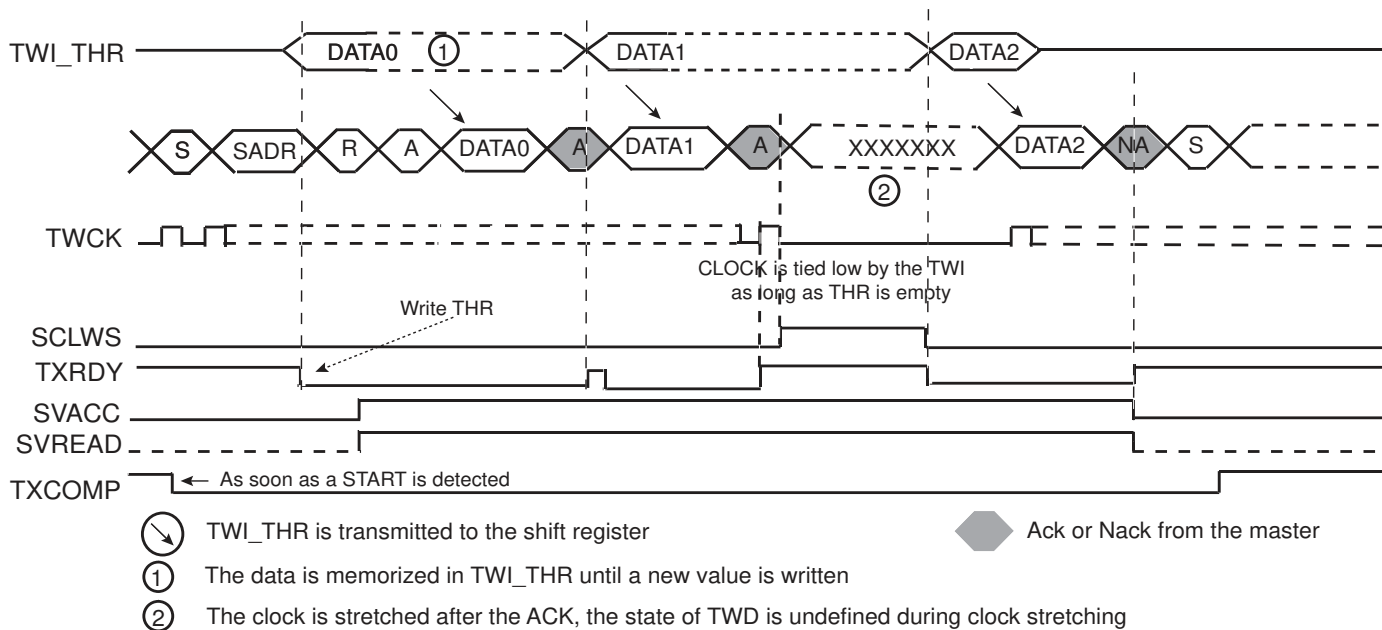 TWI_THR DATA0 1 DATA1 DATA2
S SADR R A DATA0 A DATA1 A XXXXXXX DATA2 NA S
2
TWCK
CLOCK is tied low by the TWI
as long as THR is empty
Write THR
SCLWS
TXRDY
SVACC
SVREAD
TXCOMP As soon as a START is detected
TWI_THR is transmitted to the shift register Ack or Nack from the master
1 The data is memorized in TWI_THR until a new value is written
2 The clock is stretched after the ACK, the state of TWD is undefined during clock stretching